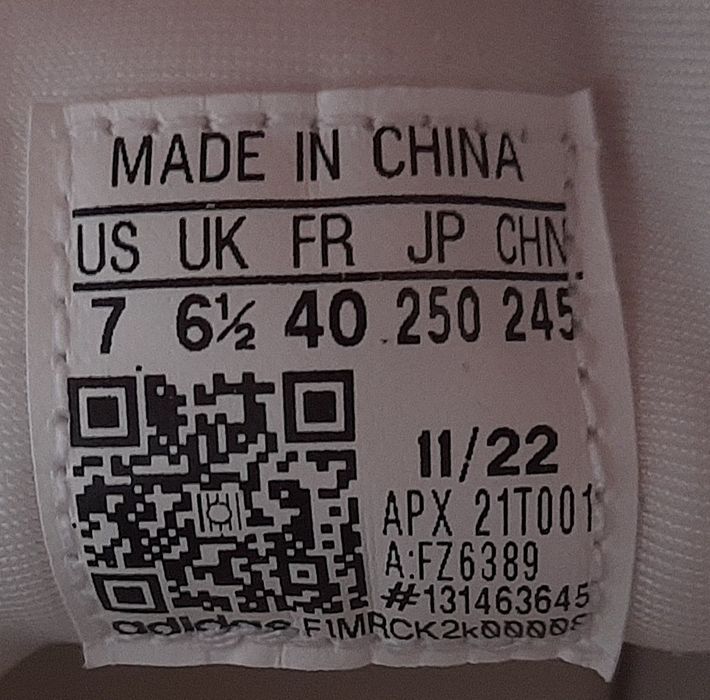 MADE IN CHINA
US UK FR JP CHN
7 6½ 40 250 245
11/22
APX 21T001
A:FZ6389
#131463645
adidas